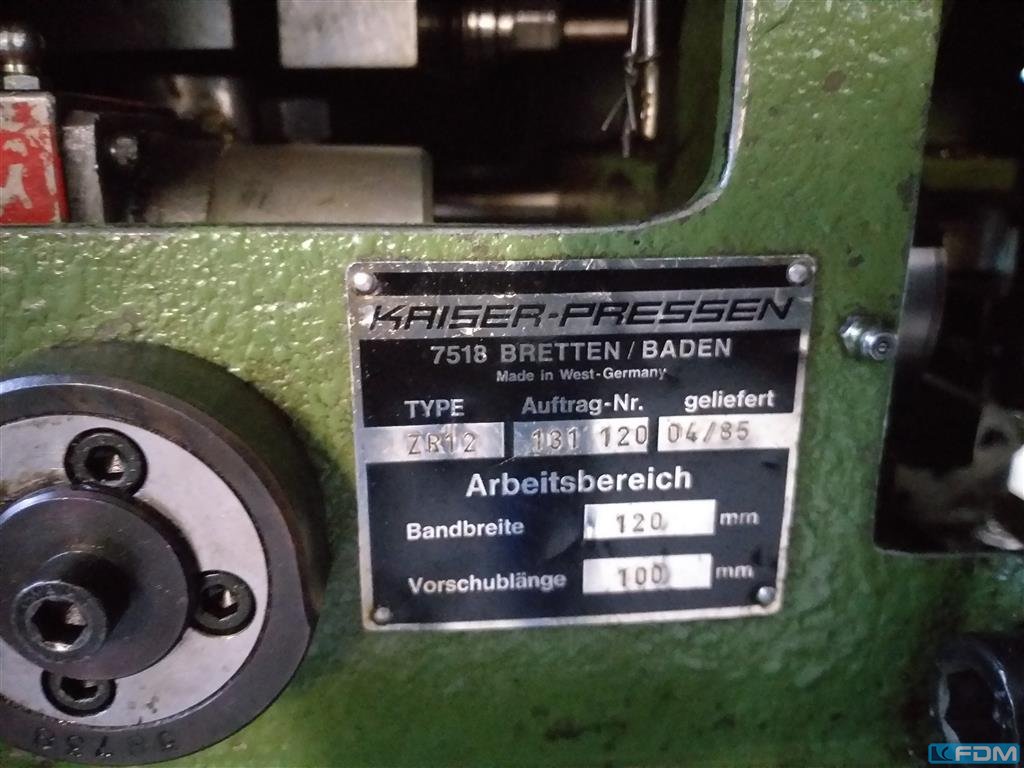 KAISER-PRESSEN
7518 BRETTEN / BADEN
Made in West-Germany
TYPE Auftrag-Nr. geliefert
ZR12 131 120 04/85
Arbeitsbereich
Bandbreite 120 mm
Vorschublänge 100 mm
FDM